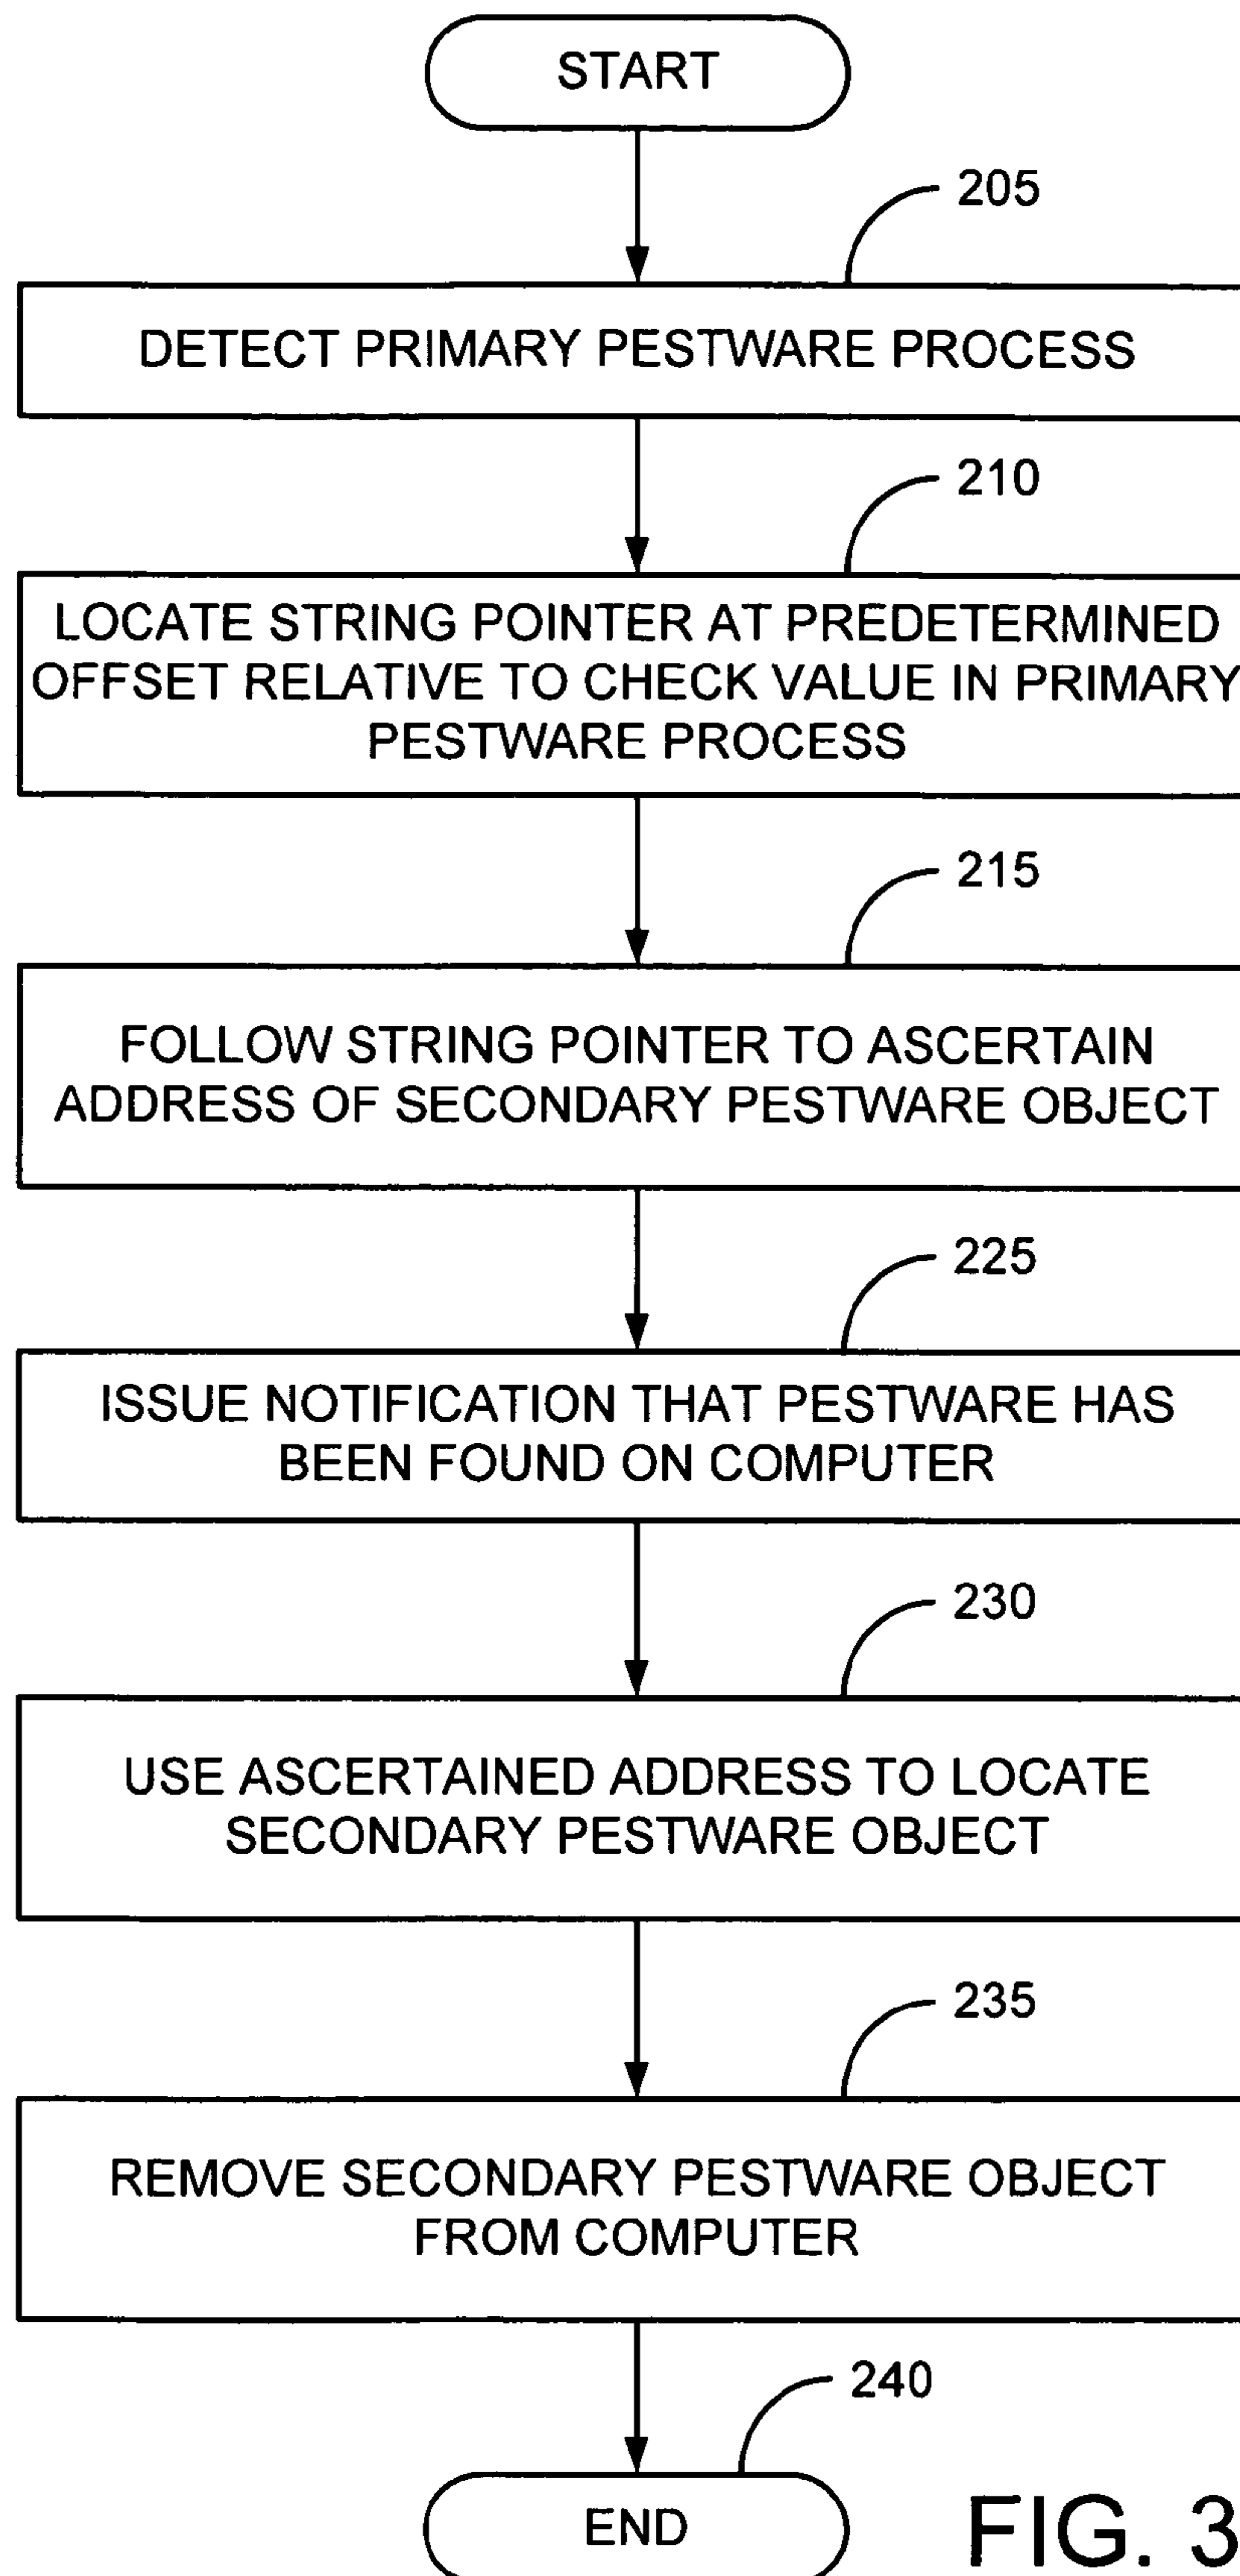 START
205
DETECT PRIMARY PESTWARE PROCESS
210
LOCATE STRING POINTER AT PREDETERMINED
OFFSET RELATIVE TO CHECK VALUE IN PRIMARY
PESTWARE PROCESS
215
FOLLOW STRING POINTER TO ASCERTAIN
ADDRESS OF SECONDARY PESTWARE OBJECT
225
ISSUE NOTIFICATION THAT PESTWARE HAS
BEEN FOUND ON COMPUTER
230
USE ASCERTAINED ADDRESS TO LOCATE
SECONDARY PESTWARE OBJECT
235
REMOVE SECONDARY PESTWARE OBJECT
FROM COMPUTER
240
END
FIG. 3